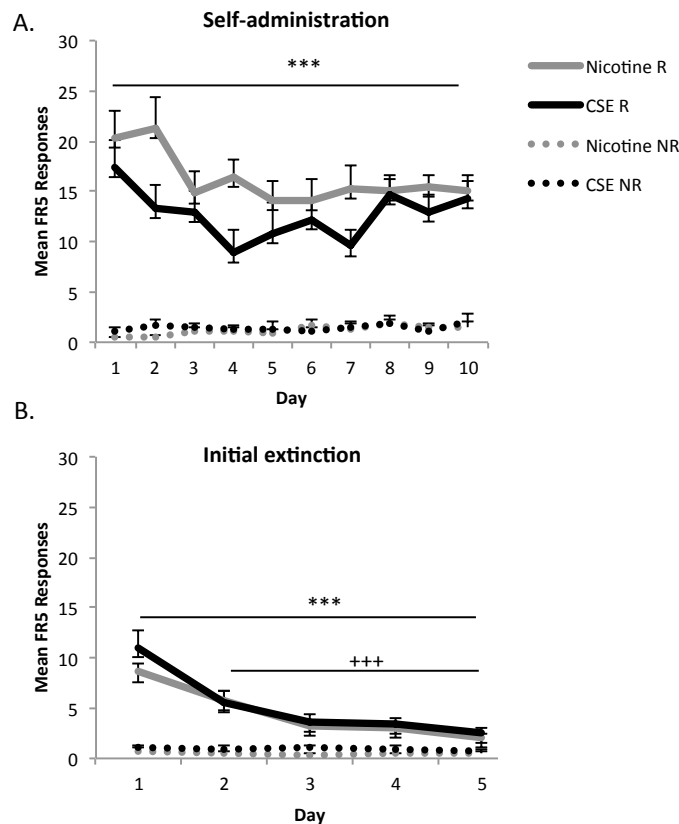 A.
Self-administration
30
25
20
15
10
5
0
Mean FR5 Responses
***
1 2 3 4 5 6 7 8 9 10
Day
Nicotine R
CSE R
Nicotine NR
CSE NR
B.
Initial extinction
30
25
20
15
10
5
0
Mean FR5 Responses
***
+++
1 2 3 4 5
Day